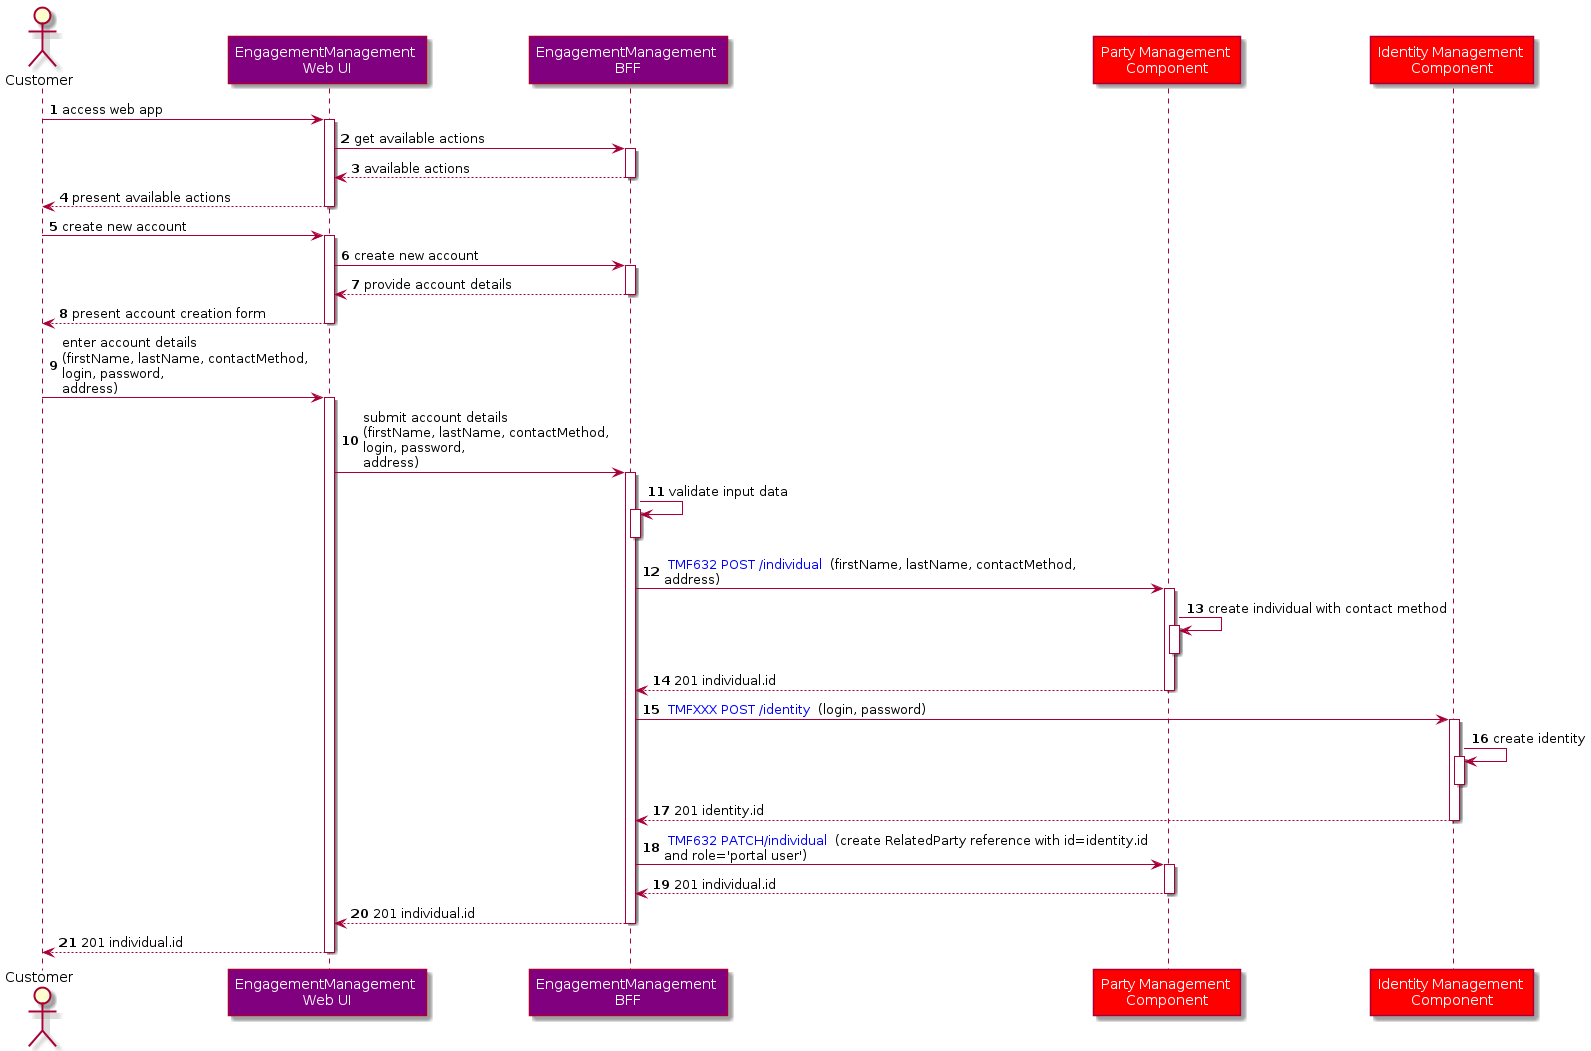 EngagementManagement
Web UI
EngagementManagement
BFF
Party Management
Component
Identity Management
Component
Customer
1 access web app
2 get available actions
3 available actions
4 present available actions
5 create new account
6 create new account
7 provide account details
8 present account creation form
9 enter account details
(firstName, lastName, contactMethod,
login, password,
address)
10 submit account details
(firstName, lastName, contactMethod,
login, password,
address)
11 validate input data
12 TMF632 POST /individual (firstName, lastName, contactMethod,
address)
13 create individual with contact method
14 201 individual.id
15 TMFXXX POST /identity (login, password)
16 create identity
17 201 identity.id
18 TMF632 PATCH/individual (create RelatedParty reference with id=identity.id
and role='portal user')
19 201 individual.id
20 201 individual.id
21 201 individual.id
Customer
EngagementManagement
Web UI
EngagementManagement
BFF
Party Management
Component
Identity Management
Component